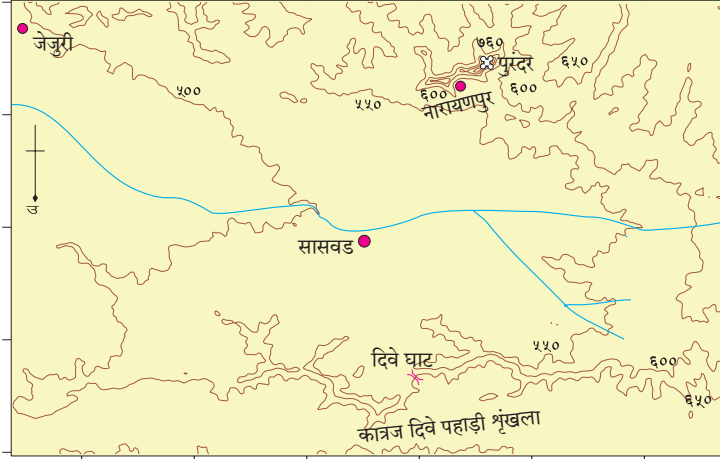 जेजुरी
७६०
पुरंदर
६५०
५००
५५०
६००
६००
नारायणपुर
उ
सासवड
५५०
दिवे घाट
६००
६५०
कात्रज दिवे पहाड़ी शृंखला